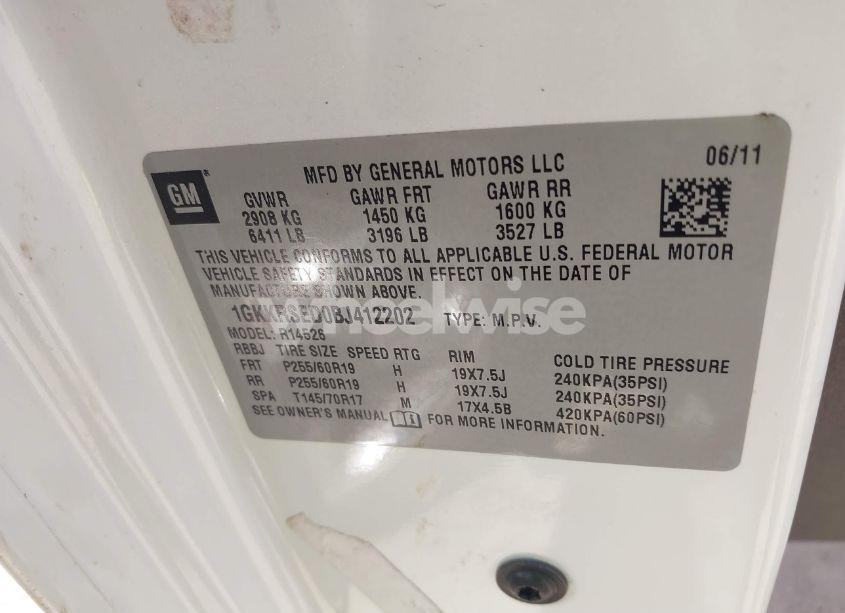 GM
MFD BY GENERAL MOTORS LLC 06/11
GVWR GAWR FRT GAWR RR
2908 KG 1450 KG 1600 KG
6411 LB 3196 LB 3527 LB
THIS VEHICLE CONFORMS TO ALL APPLICABLE U.S. FEDERAL MOTOR
VEHICLE SAFETY STANDARDS IN EFFECT ON THE DATE OF
MANUFACTURE SHOWN ABOVE.
1GKKRSED0BJ412202 TYPE: M.P.V.
MODEL: R14526
RBBJ TIRE SIZE SPEED RTG RIM COLD TIRE PRESSURE
FRT P255/60R19 H 19X7.5J 240KPA(35PSI)
RR P255/60R19 H 19X7.5J 240KPA(35PSI)
SPA T145/70R17 M 17X4.5B 420KPA(60PSI)
SEE OWNER'S MANUAL FOR MORE INFORMATION.